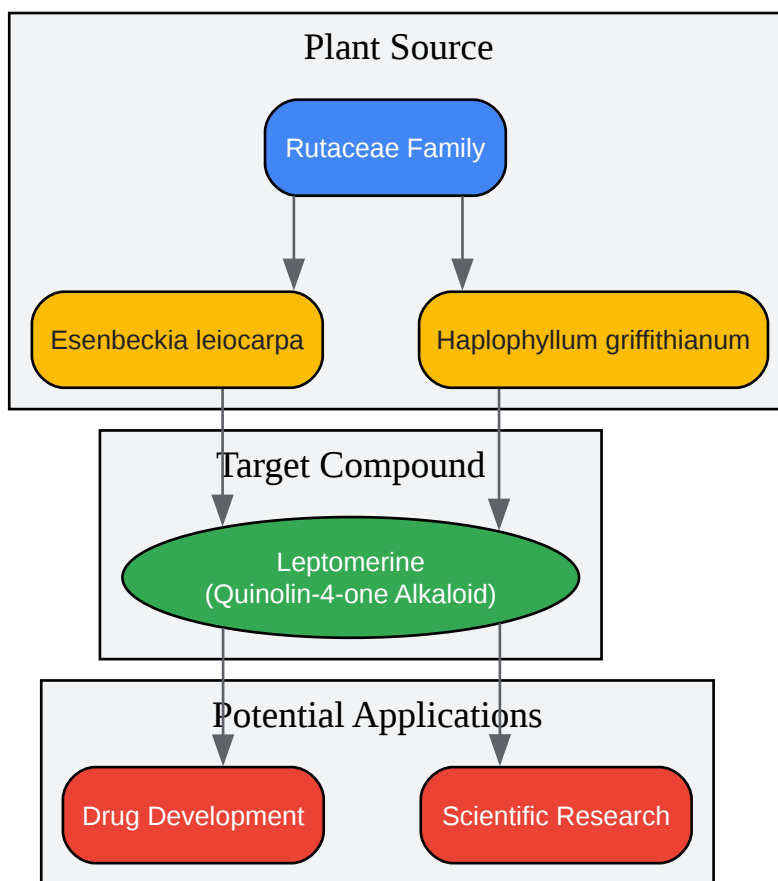 Plant Source
Rutaceae Family
Esenbeckia leiocarpa
Haplophyllum griffithianum
Target Compound
Leptomerine
(Quinolin-4-one Alkaloid)
Potential Applications
Drug Development
Scientific Research